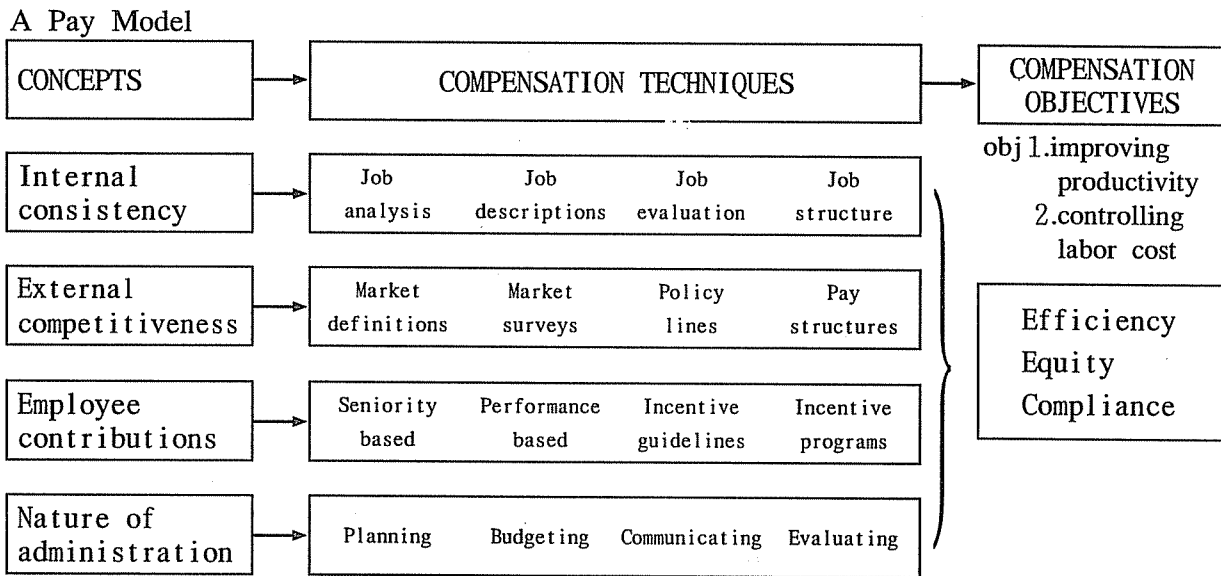 A Pay Model
CONCEPTS
COMPENSATION TECHNIQUES
COMPENSATION
OBJECTIVES
obj 1.improving
productivity
2.controlling
labor cost
Internal
consistency
Job Job Job Job
analysis descriptions evaluation structure
External
competitiveness
Market Market Policy Pay
definitions surveys lines structures
Employee
contributions
Seniority Performance Incentive Incentive
based based guidelines programs
Nature of
administration
Planning Budgeting Communicating Evaluating
Efficiency
Equity
Compliance